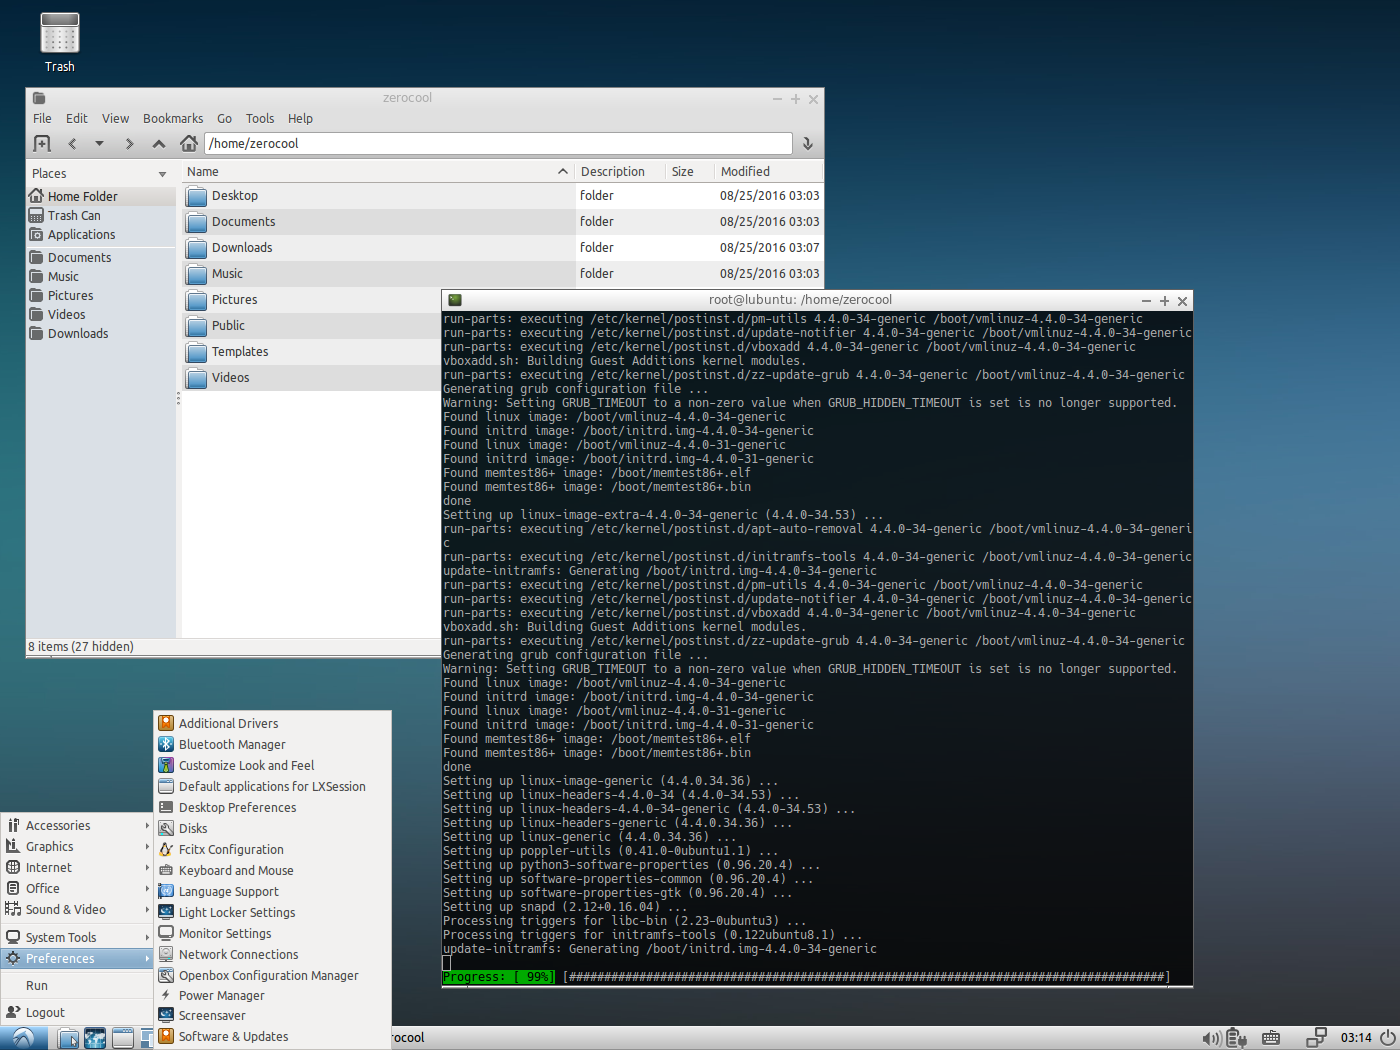 Trash
zerocool
File Edit View Bookmarks Go Tools Help
/home/zerocool
Places
Home Folder
Trash Can
Applications
Documents
Music
Pictures
Videos
Downloads
Name Description Size Modified
Desktop folder 08/25/2016 03:03
Documents folder 08/25/2016 03:03
Downloads folder 08/25/2016 03:07
Music folder 08/25/2016 03:03
Pictures
Public
Templates
Videos
8 items (27 hidden)
root@lubuntu: /home/zerocool
run-parts: executing /etc/kernel/postinst.d/pm-utils 4.4.0-34-generic /boot/vmlinuz-4.4.0-34-generic
run-parts: executing /etc/kernel/postinst.d/update-notifier 4.4.0-34-generic /boot/vmlinuz-4.4.0-34-generic
run-parts: executing /etc/kernel/postinst.d/vboxadd 4.4.0-34-generic /boot/vmlinuz-4.4.0-34-generic
vboxadd.sh: Building Guest Additions kernel modules.
run-parts: executing /etc/kernel/postinst.d/zz-update-grub 4.4.0-34-generic /boot/vmlinuz-4.4.0-34-generic
Generating grub configuration file ...
Warning: Setting GRUB_TIMEOUT to a non-zero value when GRUB_HIDDEN_TIMEOUT is set is no longer supported.
Found linux image: /boot/vmlinuz-4.4.0-34-generic
Found initrd image: /boot/initrd.img-4.4.0-34-generic
Found linux image: /boot/vmlinuz-4.4.0-31-generic
Found initrd image: /boot/initrd.img-4.4.0-31-generic
Found memtest86+ image: /boot/memtest86+.elf
Found memtest86+ image: /boot/memtest86+.bin
done
Setting up linux-image-extra-4.4.0-34-generic (4.4.0-34.53) ...
run-parts: executing /etc/kernel/postinst.d/apt-auto-removal 4.4.0-34-generic /boot/vmlinuz-4.4.0-34-generi
c
run-parts: executing /etc/kernel/postinst.d/initramfs-tools 4.4.0-34-generic /boot/vmlinuz-4.4.0-34-generic
update-initramfs: Generating /boot/initrd.img-4.4.0-34-generic
run-parts: executing /etc/kernel/postinst.d/pm-utils 4.4.0-34-generic /boot/vmlinuz-4.4.0-34-generic
run-parts: executing /etc/kernel/postinst.d/update-notifier 4.4.0-34-generic /boot/vmlinuz-4.4.0-34-generic
run-parts: executing /etc/kernel/postinst.d/vboxadd 4.4.0-34-generic /boot/vmlinuz-4.4.0-34-generic
vboxadd.sh: Building Guest Additions kernel modules.
run-parts: executing /etc/kernel/postinst.d/zz-update-grub 4.4.0-34-generic /boot/vmlinuz-4.4.0-34-generic
Generating grub configuration file ...
Warning: Setting GRUB_TIMEOUT to a non-zero value when GRUB_HIDDEN_TIMEOUT is set is no longer supported.
Found linux image: /boot/vmlinuz-4.4.0-34-generic
Found initrd image: /boot/initrd.img-4.4.0-34-generic
Found linux image: /boot/vmlinuz-4.4.0-31-generic
Found initrd image: /boot/initrd.img-4.4.0-31-generic
Found memtest86+ image: /boot/memtest86+.elf
Found memtest86+ image: /boot/memtest86+.bin
done
Setting up linux-image-generic (4.4.0.34.36) ...
Setting up linux-headers-4.4.0-34 (4.4.0-34.53) ...
Setting up linux-headers-4.4.0-34-generic (4.4.0-34.53) ...
Setting up linux-headers-generic (4.4.0.34.36) ...
Setting up linux-generic (4.4.0.34.36) ...
Setting up poppler-utils (0.41.0-0ubuntu1.1) ...
Setting up python3-software-properties (0.96.20.4) ...
Setting up software-properties-common (0.96.20.4) ...
Setting up software-properties-gtk (0.96.20.4) ...
Setting up snapd (2.12+0.16.04) ...
Processing triggers for libc-bin (2.23-0ubuntu3) ...
Processing triggers for initramfs-tools (0.122ubuntu8.1) ...
update-initramfs: Generating /boot/initrd.img-4.4.0-34-generic
Progress: [ 99%] [#####################################################################################]
Additional Drivers
Bluetooth Manager
Customize Look and Feel
Default applications for LXSession
Desktop Preferences
Disks
Fcitx Configuration
Keyboard and Mouse
Language Support
Light Locker Settings
Monitor Settings
Network Connections
Openbox Configuration Manager
Power Manager
Screensaver
Software & Updates
Accessories
Graphics
Internet
Office
Sound & Video
System Tools
Preferences
Run
Logout
rocool
03:14